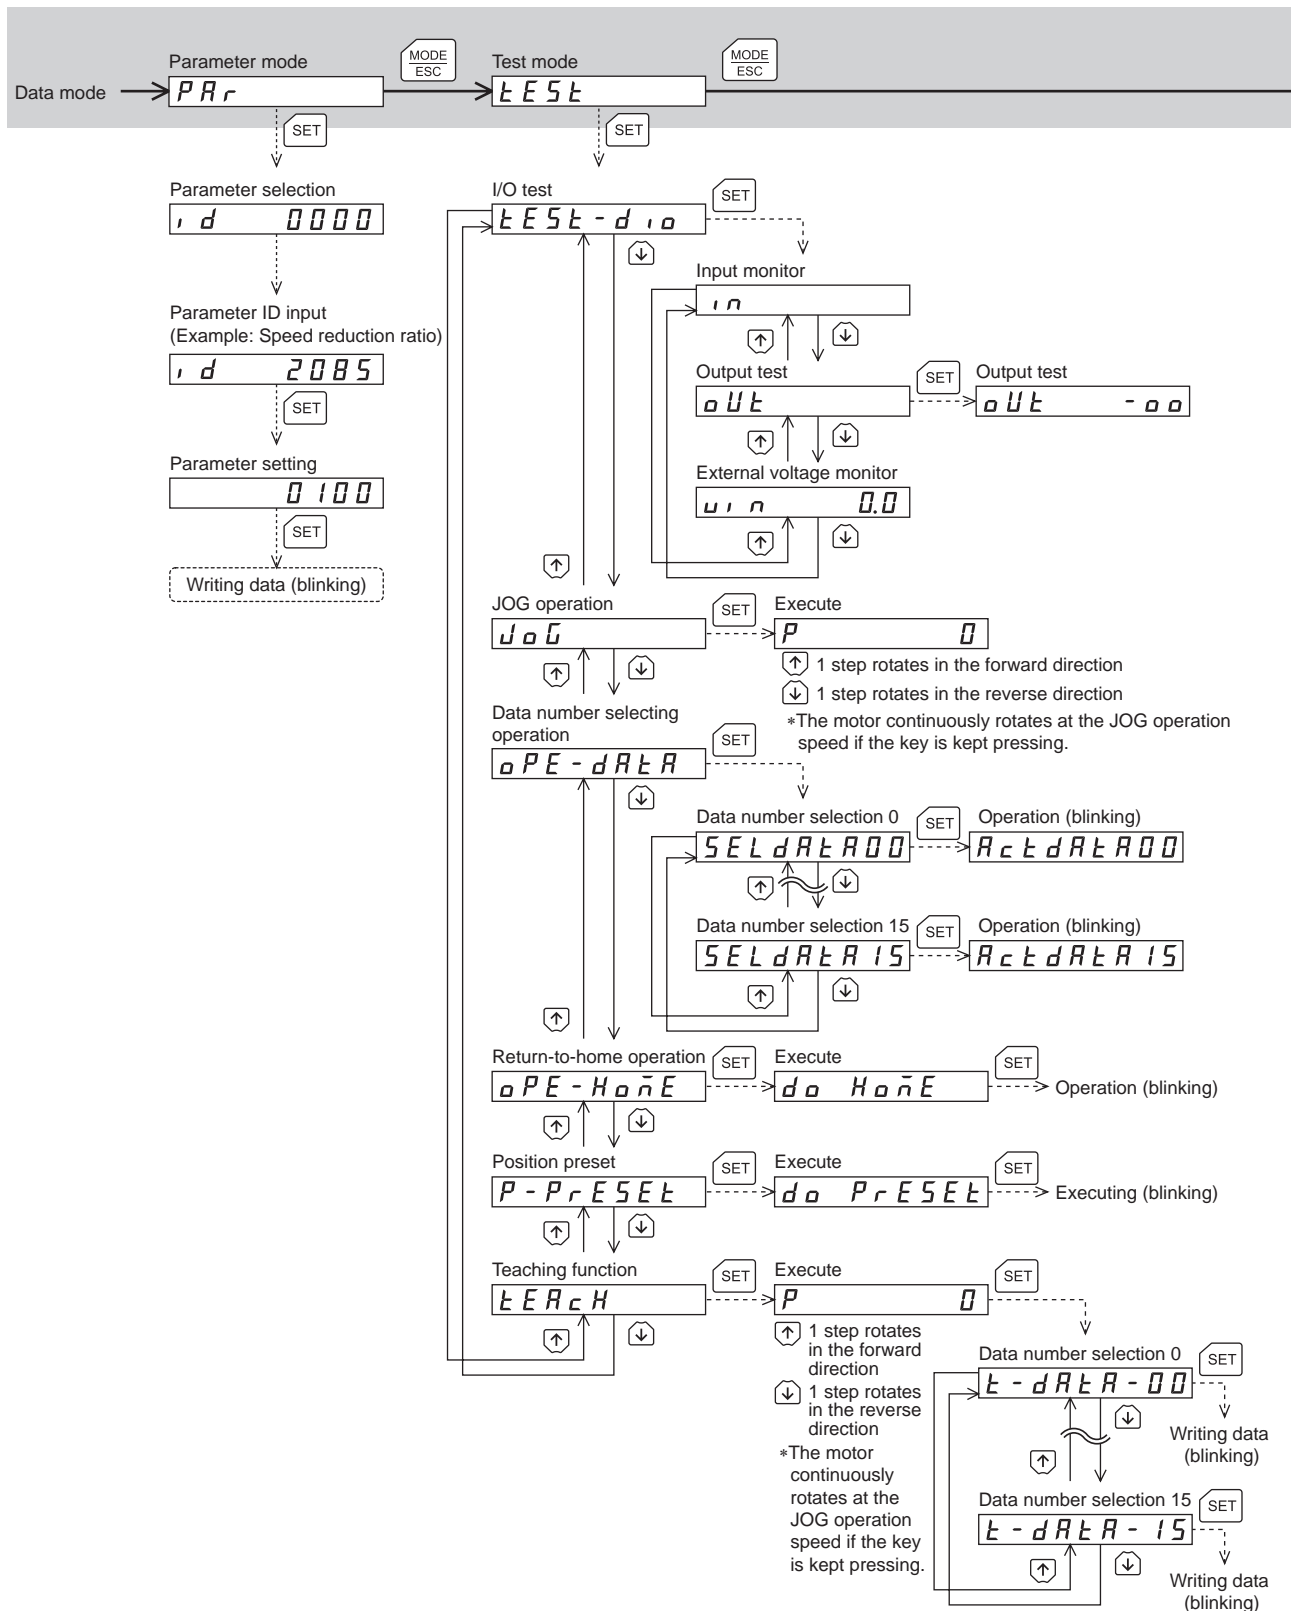 Parameter mode
MODE
ESC
Test mode
MODE
ESC
Data mode
PAr
tESt
SET
SET
Parameter selection
id 0000
Parameter ID input
(Example: Speed reduction ratio)
id 2085
SET
Parameter setting
0100
SET
Writing data (blinking)
I/O test
SET
tESt-dio
Input monitor
in
Output test
SET
Output test
oUt
oUt -oo
External voltage monitor
vin 0.0
JOG operation
SET
Execute
JoG
P 0
1 step rotates in the forward direction
1 step rotates in the reverse direction
*The motor continuously rotates at the JOG operation
speed if the key is kept pressing.
Data number selecting
operation
SET
oPE-dAtA
Data number selection 0
SET
Operation (blinking)
SELdAtA00
ActdAtA00
Data number selection 15
SET
Operation (blinking)
SELdAtA15
ActdAtA15
Return-to-home operation
SET
Execute
SET
oPE-HomE
do HomE
Operation (blinking)
Position preset
SET
Execute
SET
P-PrESEt
do PrESEt
Executing (blinking)
Teaching function
SET
Execute
SET
tEAcH
P 0
1 step rotates
in the forward
direction
1 step rotates
in the reverse
direction
*The motor
continuously
rotates at the
JOG operation
speed if the key
is kept pressing.
Data number selection 0
SET
t-dAtA-00
Writing data
(blinking)
Data number selection 15
SET
t-dAtA-15
Writing data
(blinking)